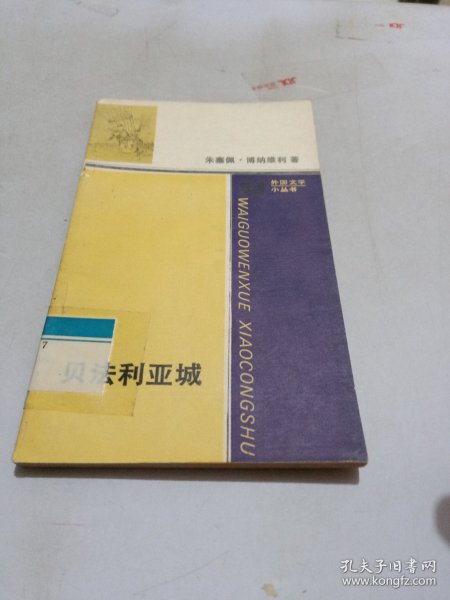 朱塞佩·博纳维利著
外国文学
小丛书
WAIGUOWENXUE XIAOCONGSHU
7
贝法利亚城
孔夫子旧书网
www.kongfz.com